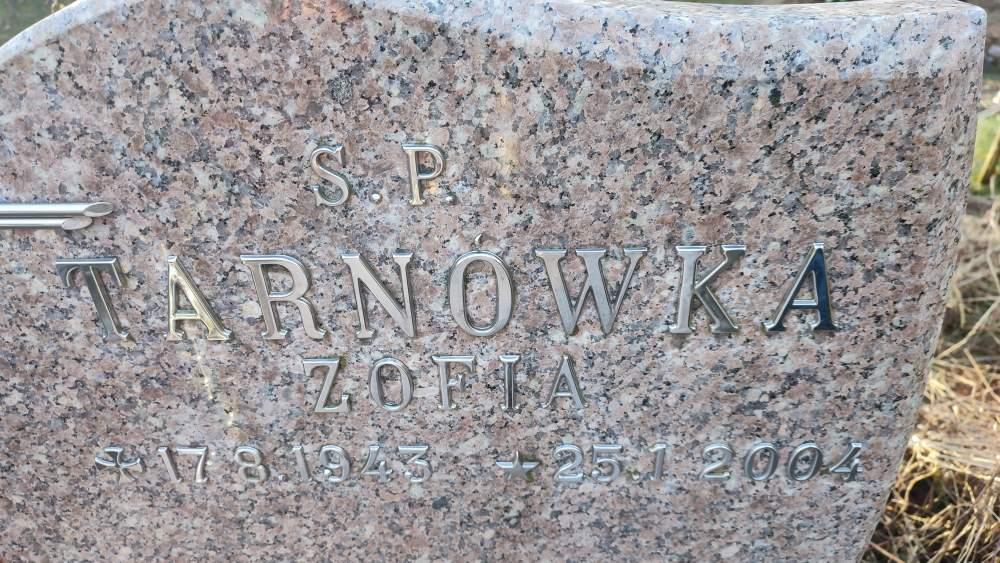 S.P.
TARNÓWKA
ZOFIA
17.8.1943 ★ 25.1.2004